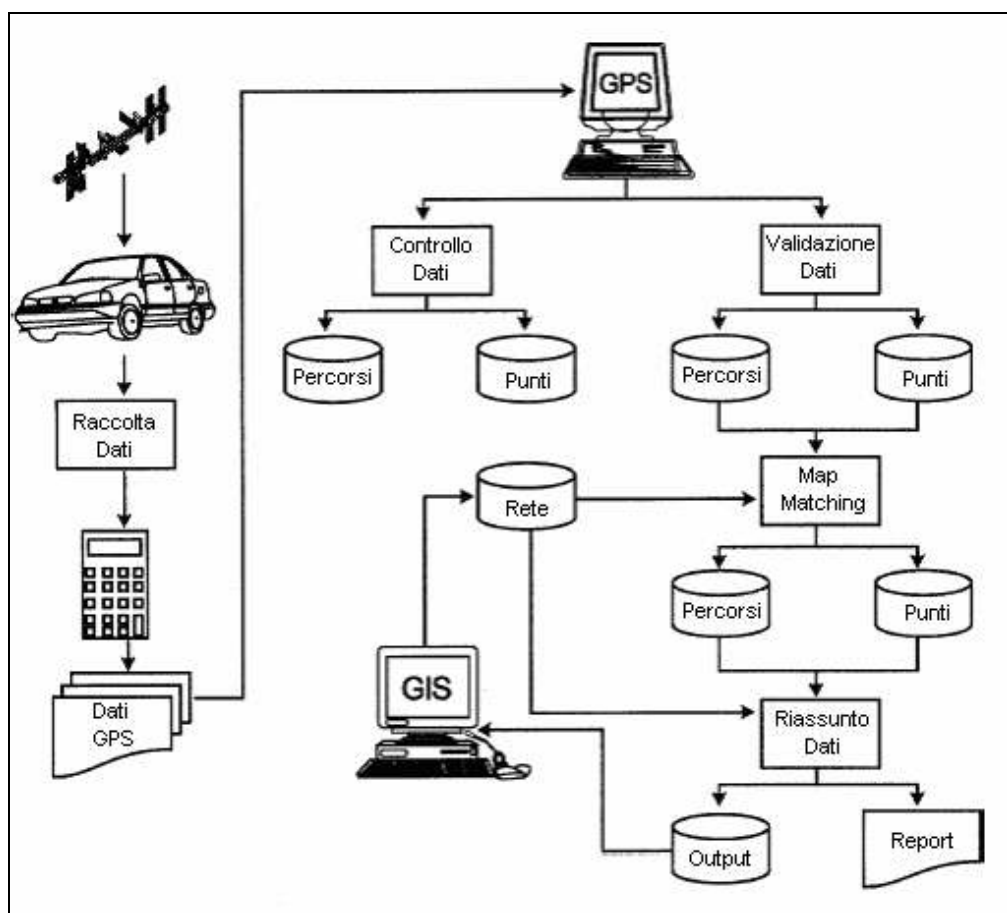 GPS
Controllo
Dati
Validazione
Dati
Percorsi
Punti
Percorsi
Punti
Raccolta
Dati
Rete
Map
Matching
Percorsi
Punti
GIS
Dati
GPS
Riassunto
Dati
Output
Report